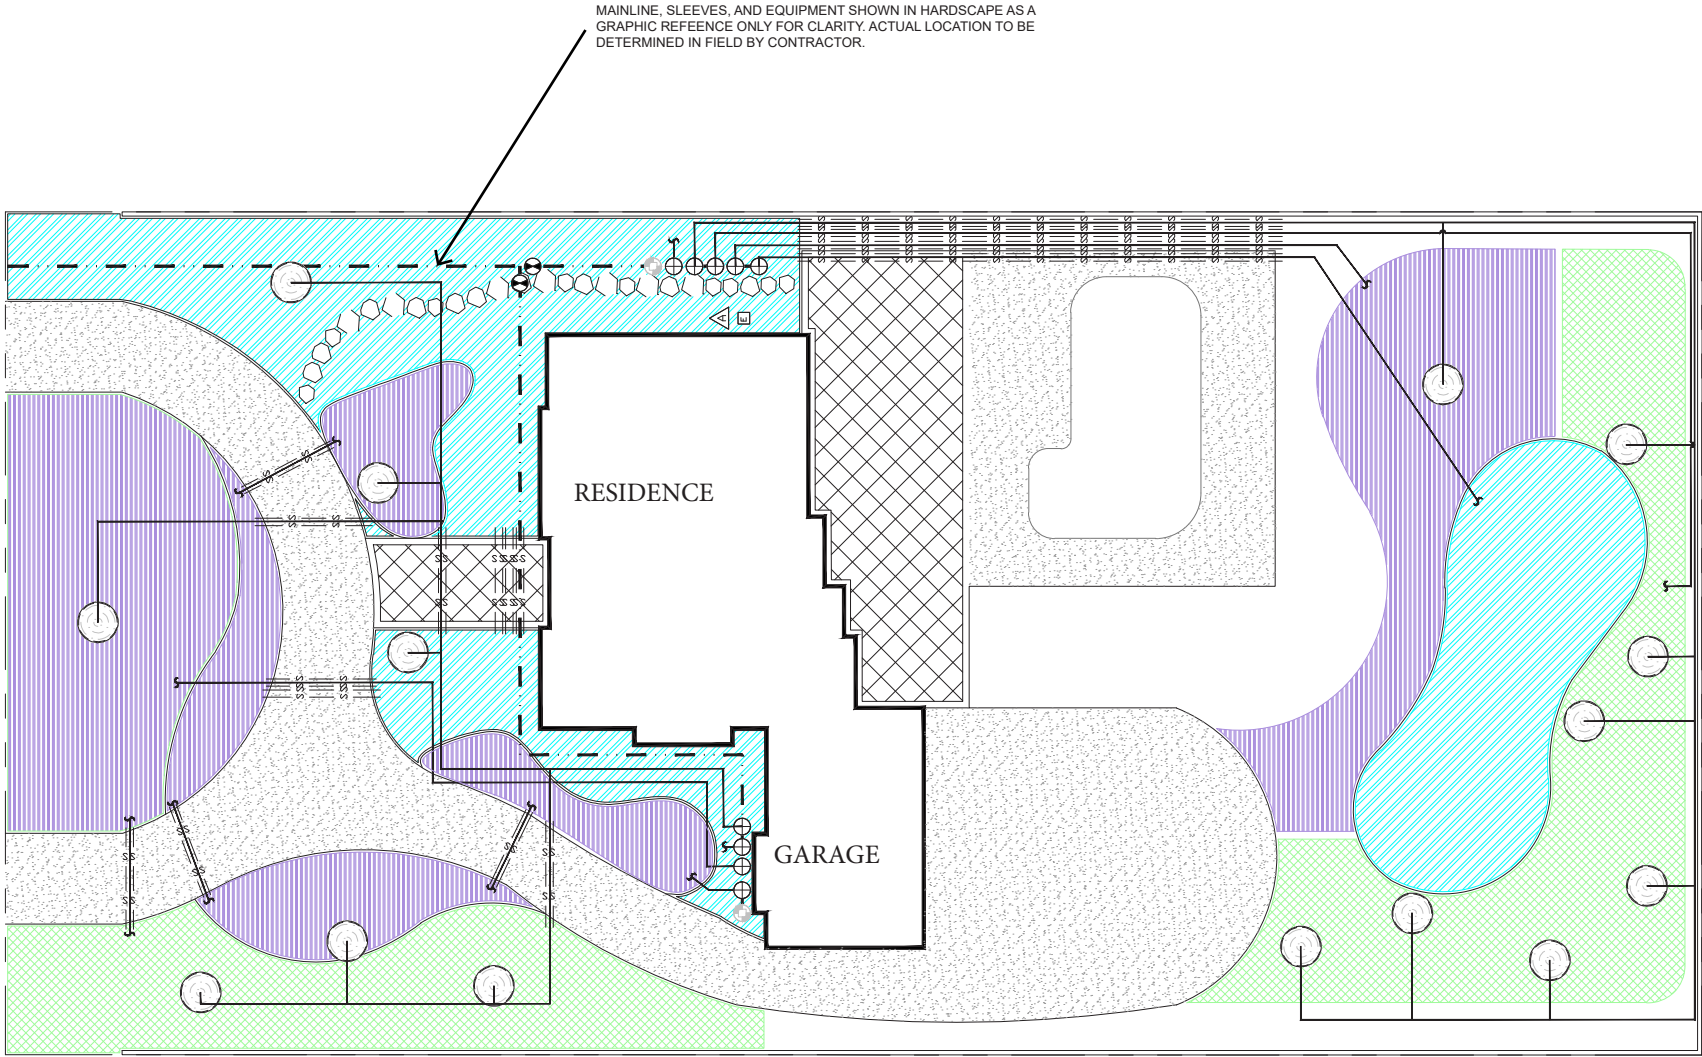 MAINLINE, SLEEVES, AND EQUIPMENT SHOWN IN HARDSCAPE AS A
GRAPHIC REFEENCE ONLY FOR CLARITY. ACTUAL LOCATION TO BE
DETERMINED IN FIELD BY CONTRACTOR.
A
E
RESIDENCE
GARAGE